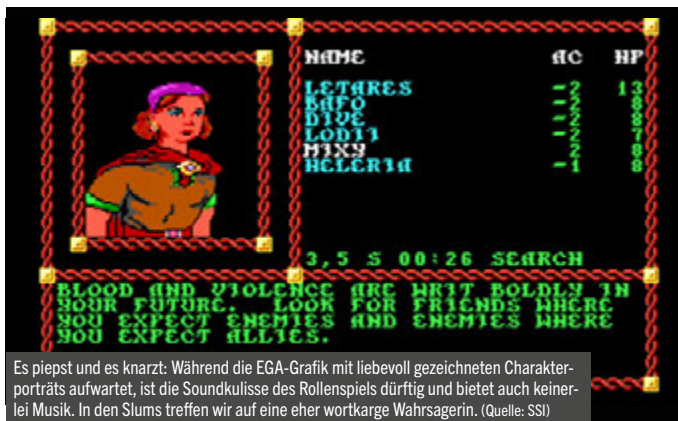 NAME AC HP
LETARES -2 13
BAFO -2 8
DIVE -2 8
LODII -2 7
MIXY 2 8
HELERIA -1 8
3,5 S 00:26 SEARCH
BLOOD AND VIOLENCE ARE WRIT BOLDLY IN
YOUR FUTURE. LOOK FOR FRIENDS WHERE
YOU EXPECT ENEMIES AND ENEMIES WHERE
YOU EXPECT ALLIES.
Es piepst und es knarzt: Während die EGA-Grafik mit liebevoll gezeichneten Charakter-
porträts aufwartet, ist die Soundkulisse des Rollenspiels dürftig und bietet auch keiner-
lei Musik. In den Slums treffen wir auf eine eher wortkarge Wahrsagerin. (Quelle: SSI)